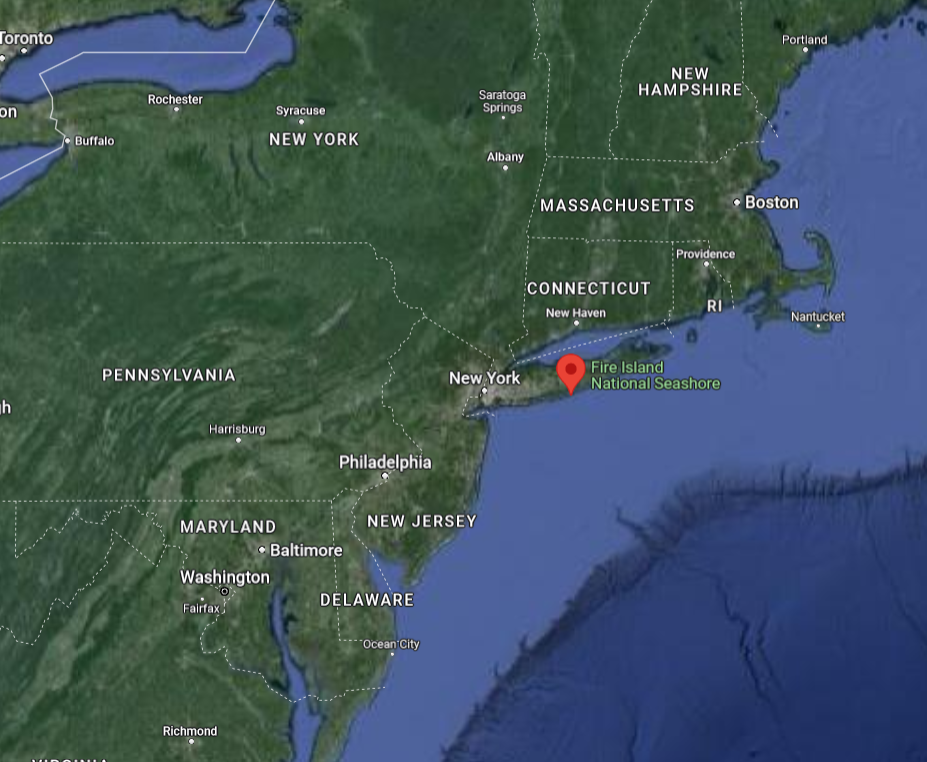 Toronto
Portland
NEW
HAMPSHIRE
Rochester
Saratoga
Springs
Syracuse
on
NEW YORK
Buffalo
Albany
MASSACHUSETTS
Boston
Providence
CONNECTICUT
RI
New Haven
Nantucket
Fire Island
National Seashore
PENNSYLVANIA
New York
gh
Harrisburg
Philadelphia
NEW JERSEY
MARYLAND
Baltimore
Washington
DELAWARE
Fairfax
Ocean City
Richmond
VIRGINIA